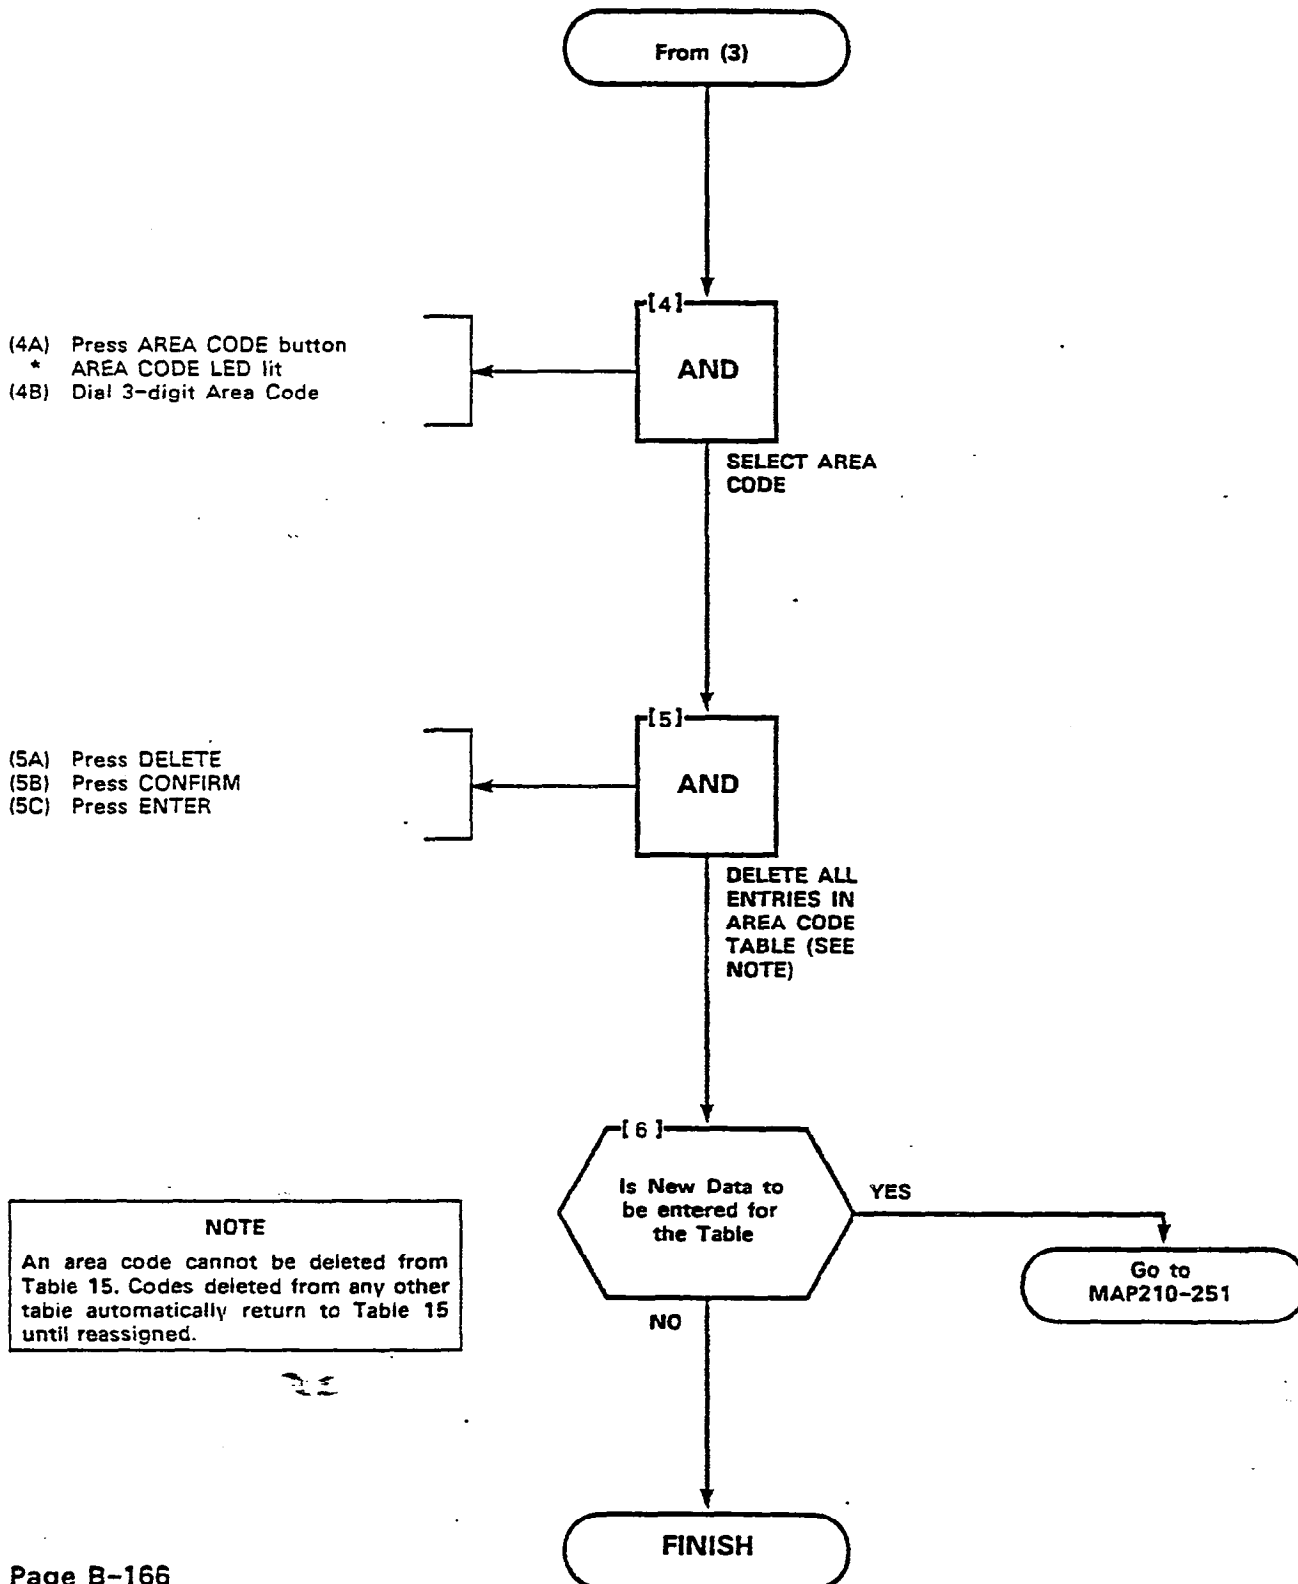 From (3)
[4]
AND
(4A) Press AREA CODE button
* AREA CODE LED lit
(4B) Dial 3-digit Area Code
SELECT AREA
CODE
[5]
AND
(5A) Press DELETE
(5B) Press CONFIRM
(5C) Press ENTER
DELETE ALL
ENTRIES IN
AREA CODE
TABLE (SEE
NOTE)
[6]
Is New Data to
be entered for
the Table
YES
Go to
MAP210-251
NO
NOTE
An area code cannot be deleted from
Table 15. Codes deleted from any other
table automatically return to Table 15
until reassigned.
FINISH
Page B-166